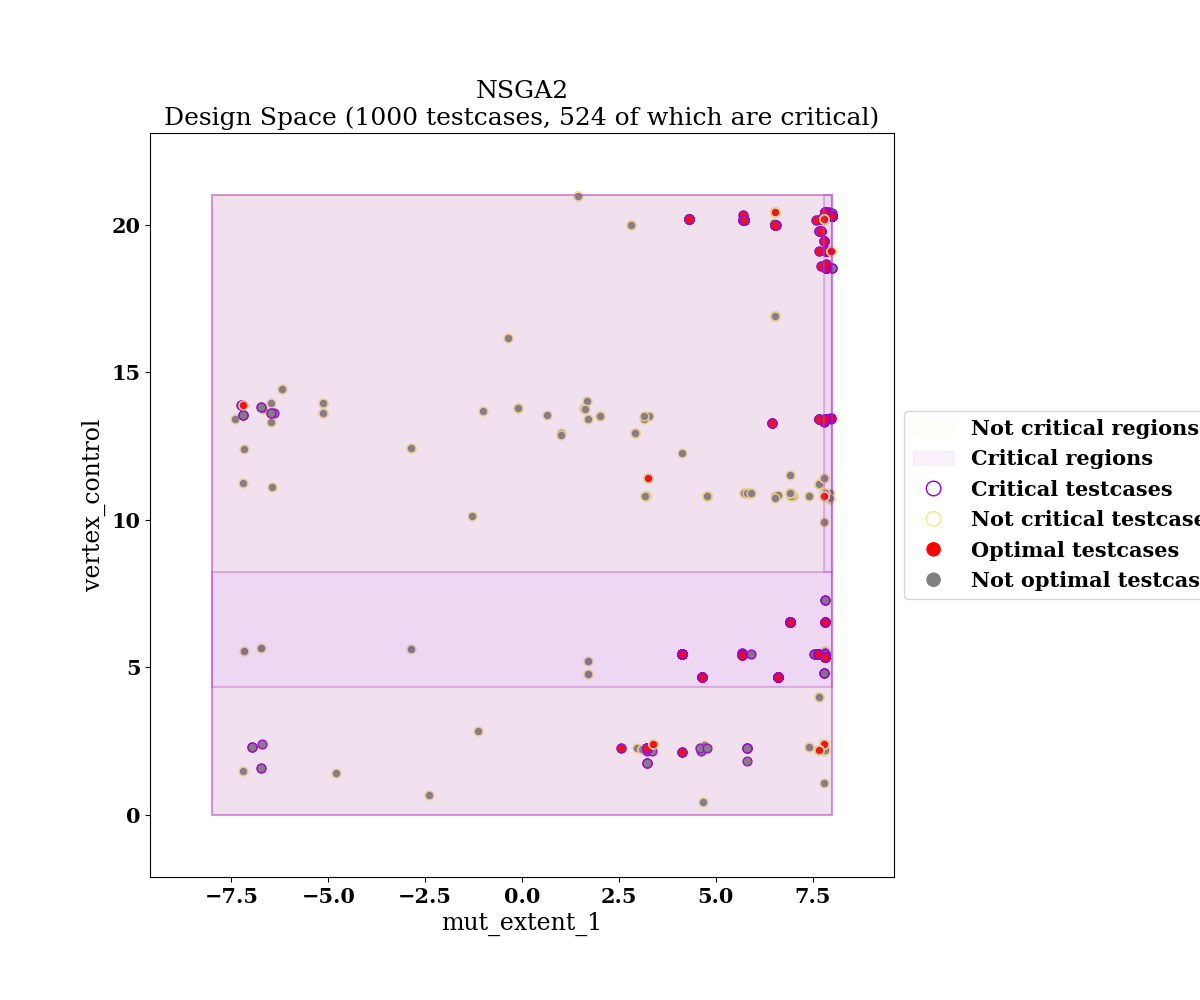 NSGA2
Design Space (1000 testcases, 524 of which are critical)
20
15
10
5
0
vertex_control
−7.5
−5.0
−2.5
0.0
2.5
5.0
7.5
mut_extent_1
Not critical regions
Critical regions
Critical testcases
Not critical testcase
Optimal testcases
Not optimal testcas